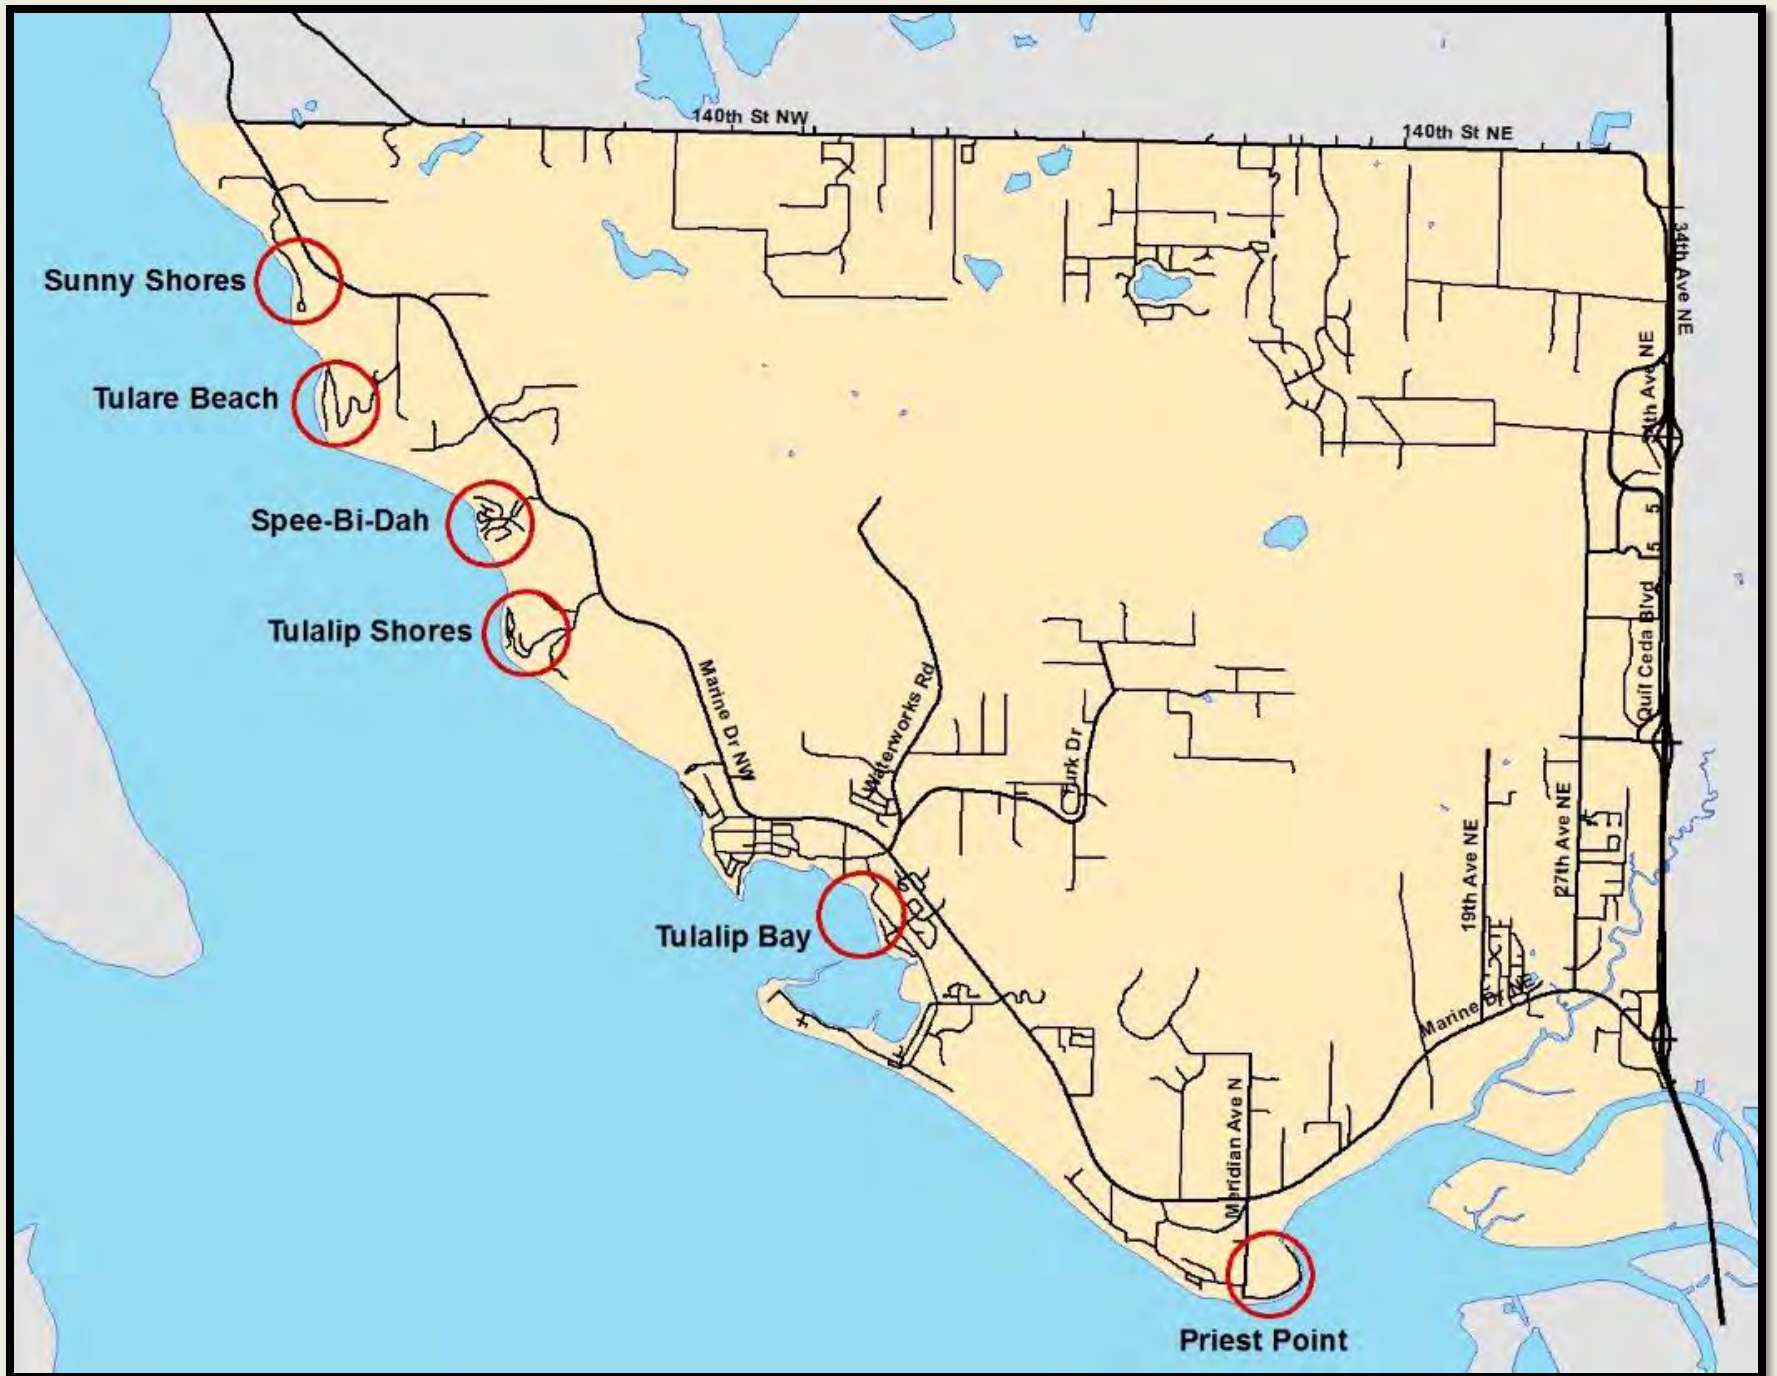 140th St NW
140th St NE
34th Ave NE
Sunny Shores
Tulare Beach
Spee-Bi-Dah
5
5
Tulalip Shores
Quil Ceda Blvd
Marine Dr NW
Waterworks Rd
Turk Dr
19th Ave NE
27th Ave NE
Tulalip Bay
Marine Dr NE
Meridian Ave N
Priest Point